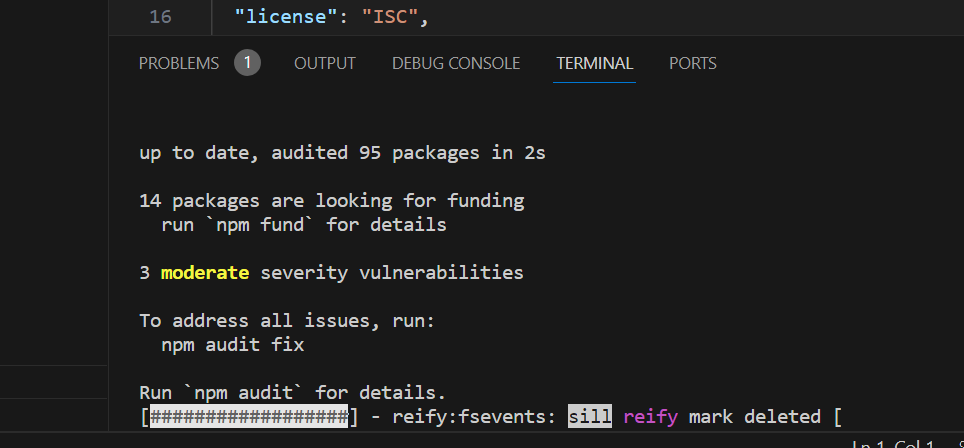 16 "license": "ISC",
PROBLEMS 1 OUTPUT DEBUG CONSOLE TERMINAL PORTS
up to date, audited 95 packages in 2s
14 packages are looking for funding
run `npm fund` for details
3 moderate severity vulnerabilities
To address all issues, run:
npm audit fix
Run `npm audit` for details.
[##################] - reify:fsevents: sill reify mark deleted [
Ln 1, Col 1